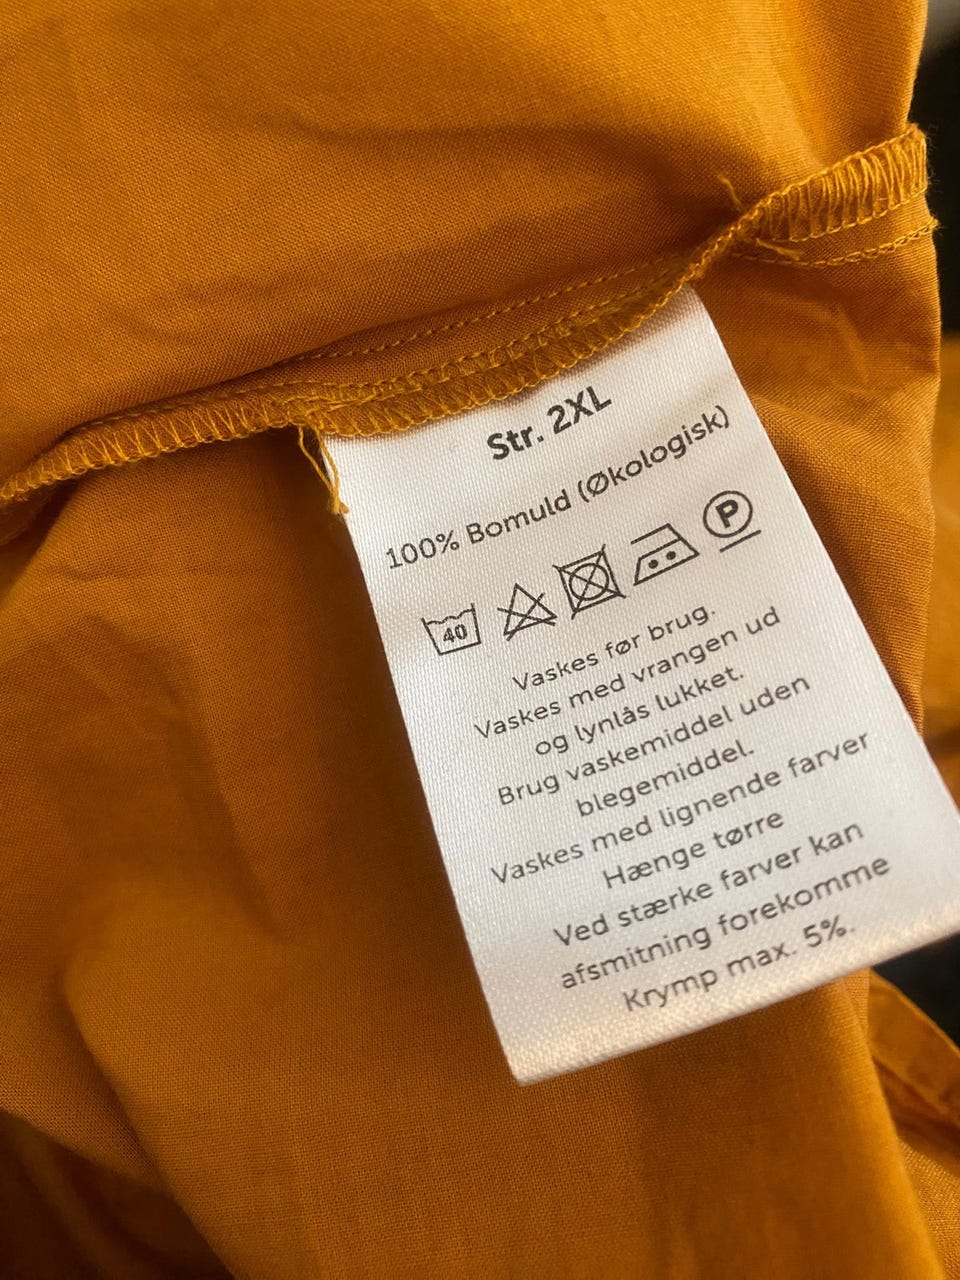 Str. 2XL
100% Bomuld (Økologisk)
40
P
Vaskes før brug.
Vaskes med vrangen ud
og lynlås lukket.
Brug vaskemiddel uden
blegemiddel.
Vaskes med lignende farver
Hænge tørre
Ved stærke farver kan
afsmitning forekomme
Krymp max. 5%.